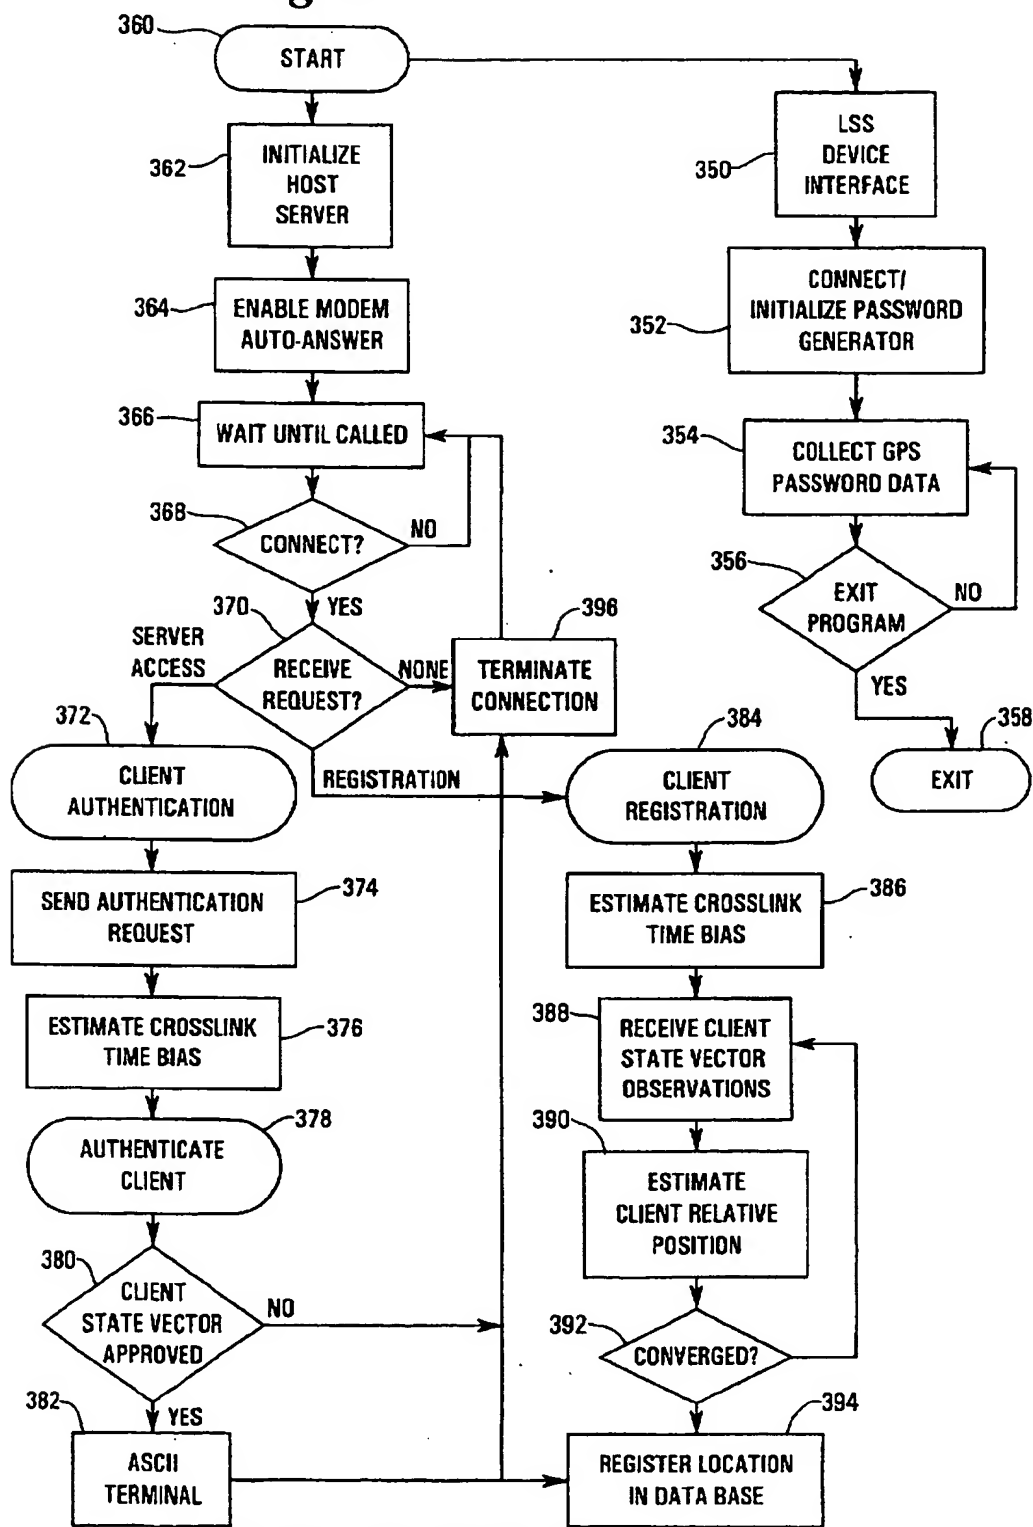 g
360
START
362
INITIALIZE
HOST
SERVER
364
ENABLE MODEM
AUTO-ANSWER
366
WAIT UNTIL CALLED
368
CONNECT?
NO
YES
370
RECEIVE
REQUEST?
SERVER
ACCESS
NONE
REGISTRATION
396
TERMINATE
CONNECTION
372
CLIENT
AUTHENTICATION
374
SEND AUTHENTICATION
REQUEST
376
ESTIMATE CROSSLINK
TIME BIAS
378
AUTHENTICATE
CLIENT
380
CLIENT
STATE VECTOR
APPROVED
NO
YES
382
ASCII
TERMINAL
384
CLIENT
REGISTRATION
386
ESTIMATE CROSSLINK
TIME BIAS
388
RECEIVE CLIENT
STATE VECTOR
OBSERVATIONS
390
ESTIMATE
CLIENT RELATIVE
POSITION
392
CONVERGED?
394
REGISTER LOCATION
IN DATA BASE
350
LSS
DEVICE
INTERFACE
352
CONNECT/
INITIALIZE PASSWORD
GENERATOR
354
COLLECT GPS
PASSWORD DATA
356
EXIT
PROGRAM
NO
YES
358
EXIT